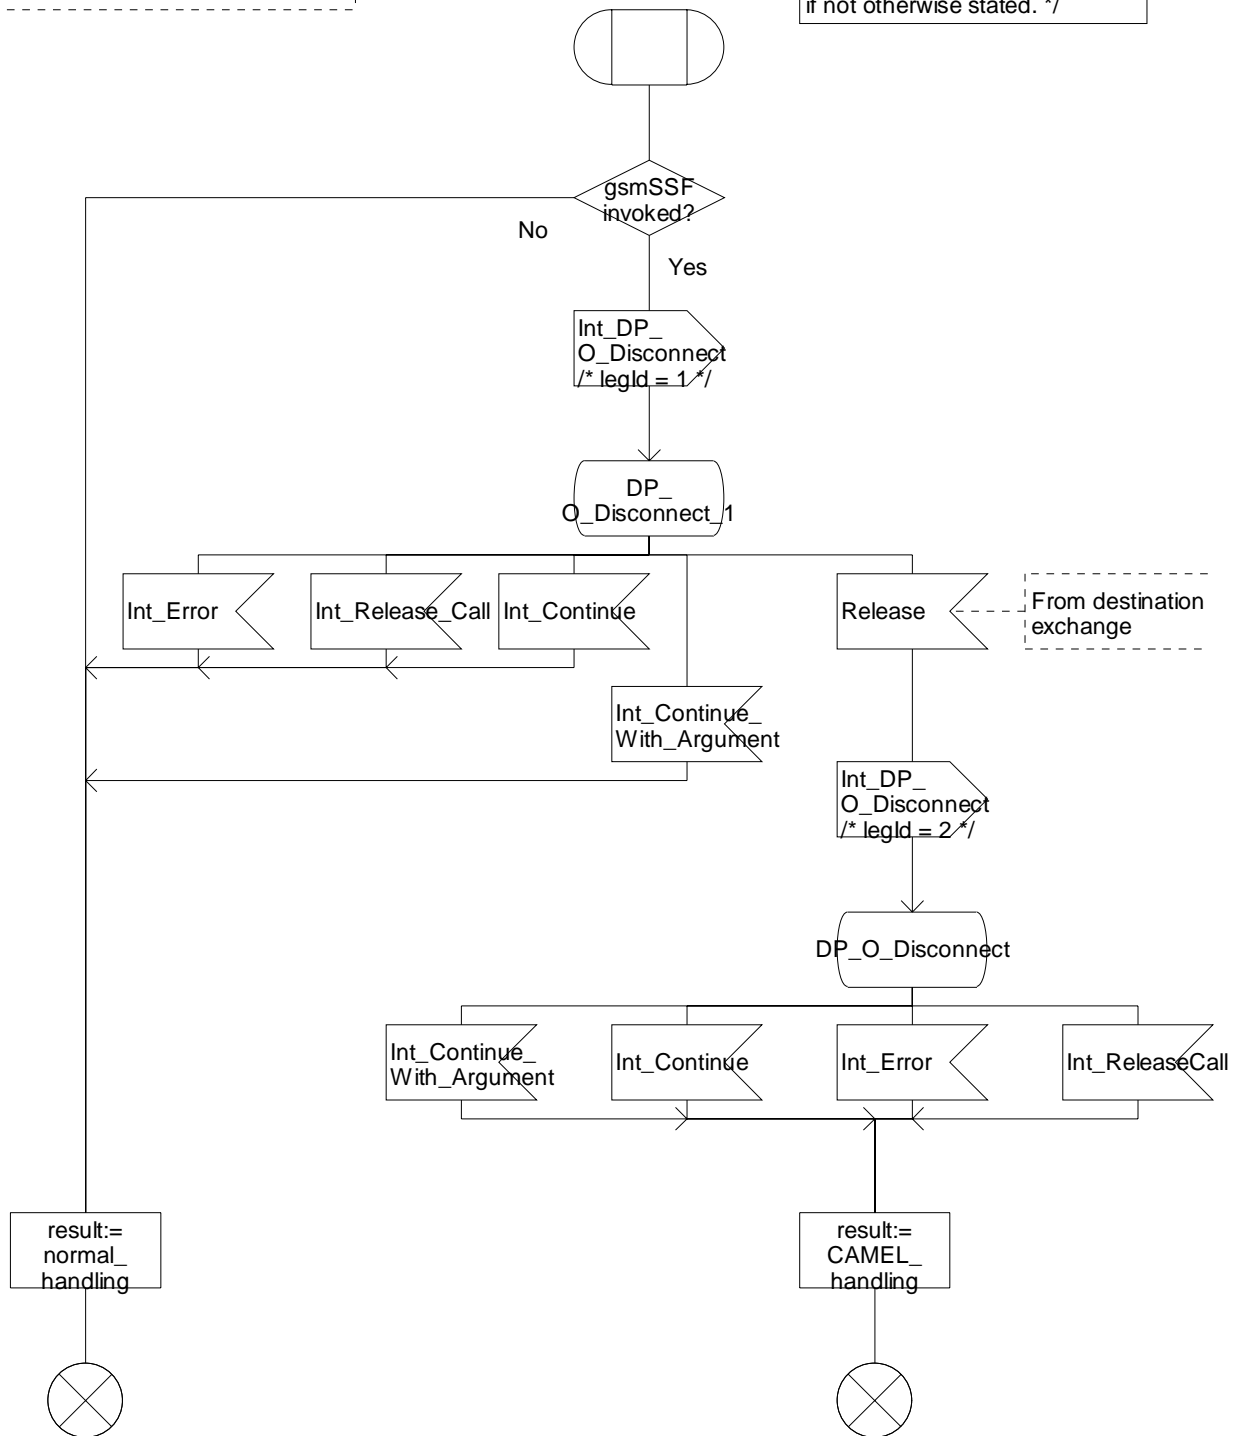 if not otherwise stated. */
gsmSSF
invoked?
No
Yes
Int_DP_
O_Disconnect
/* legId = 1 */
DP_
O_Disconnect_1
Int_Error
Int_Release_Call
Int_Continue
Release
From destination
exchange
Int_Continue_
With_Argument
Int_DP_
O_Disconnect
/* legId = 2 */
DP_O_Disconnect
Int_Continue_
With_Argument
Int_Continue
Int_Error
Int_ReleaseCall
result:=
normal_
handling
result:=
CAMEL_
handling